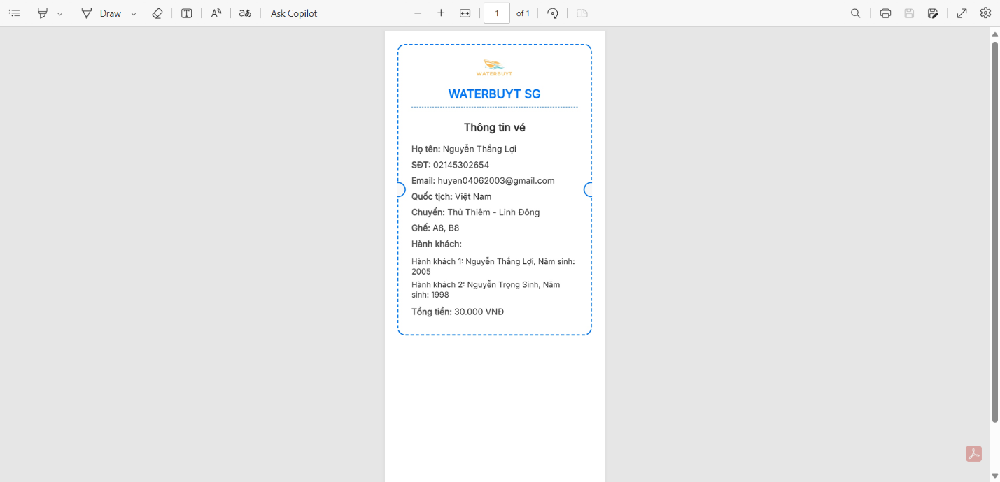 Draw
aあ
Ask Copilot
1
of 1
WATERBUYT
WATERBUYT SG
Thông tin vé
Họ tên: Nguyễn Thắng Lợi
SĐT: 02145302654
Email: huyen04062003@gmail.com
Quốc tịch: Việt Nam
Chuyến: Thủ Thiêm - Linh Đông
Ghế: A8, B8
Hành khách:
Hành khách 1: Nguyễn Thắng Lợi, Năm sinh:
2005
Hành khách 2: Nguyễn Trọng Sinh, Năm
sinh: 1998
Tổng tiền: 30.000 VNĐ